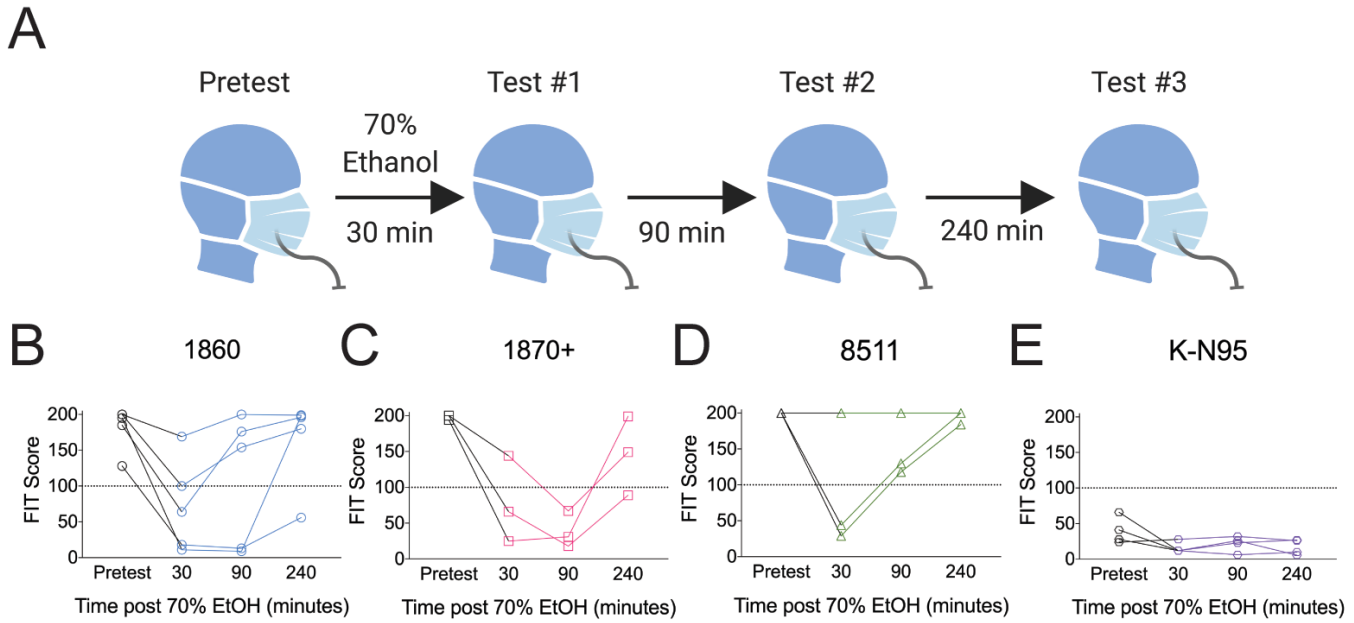 A
Pretest
Test #1
Test #2
Test #3
70%
Ethanol
30 min
90 min
240 min
B
1860
FIT Score
200
150
100
50
0
Pretest
30
90
240
Time post 70% EtOH (minutes)
C
1870+
FIT Score
200
150
100
50
0
Pretest
30
90
240
Time post 70% EtOH (minutes)
D
8511
FIT Score
200
150
100
50
0
Pretest
30
90
240
Time post 70% EtOH (minutes)
E
K-N95
FIT Score
200
150
100
50
0
Pretest
30
90
240
Time post 70% EtOH (minutes)